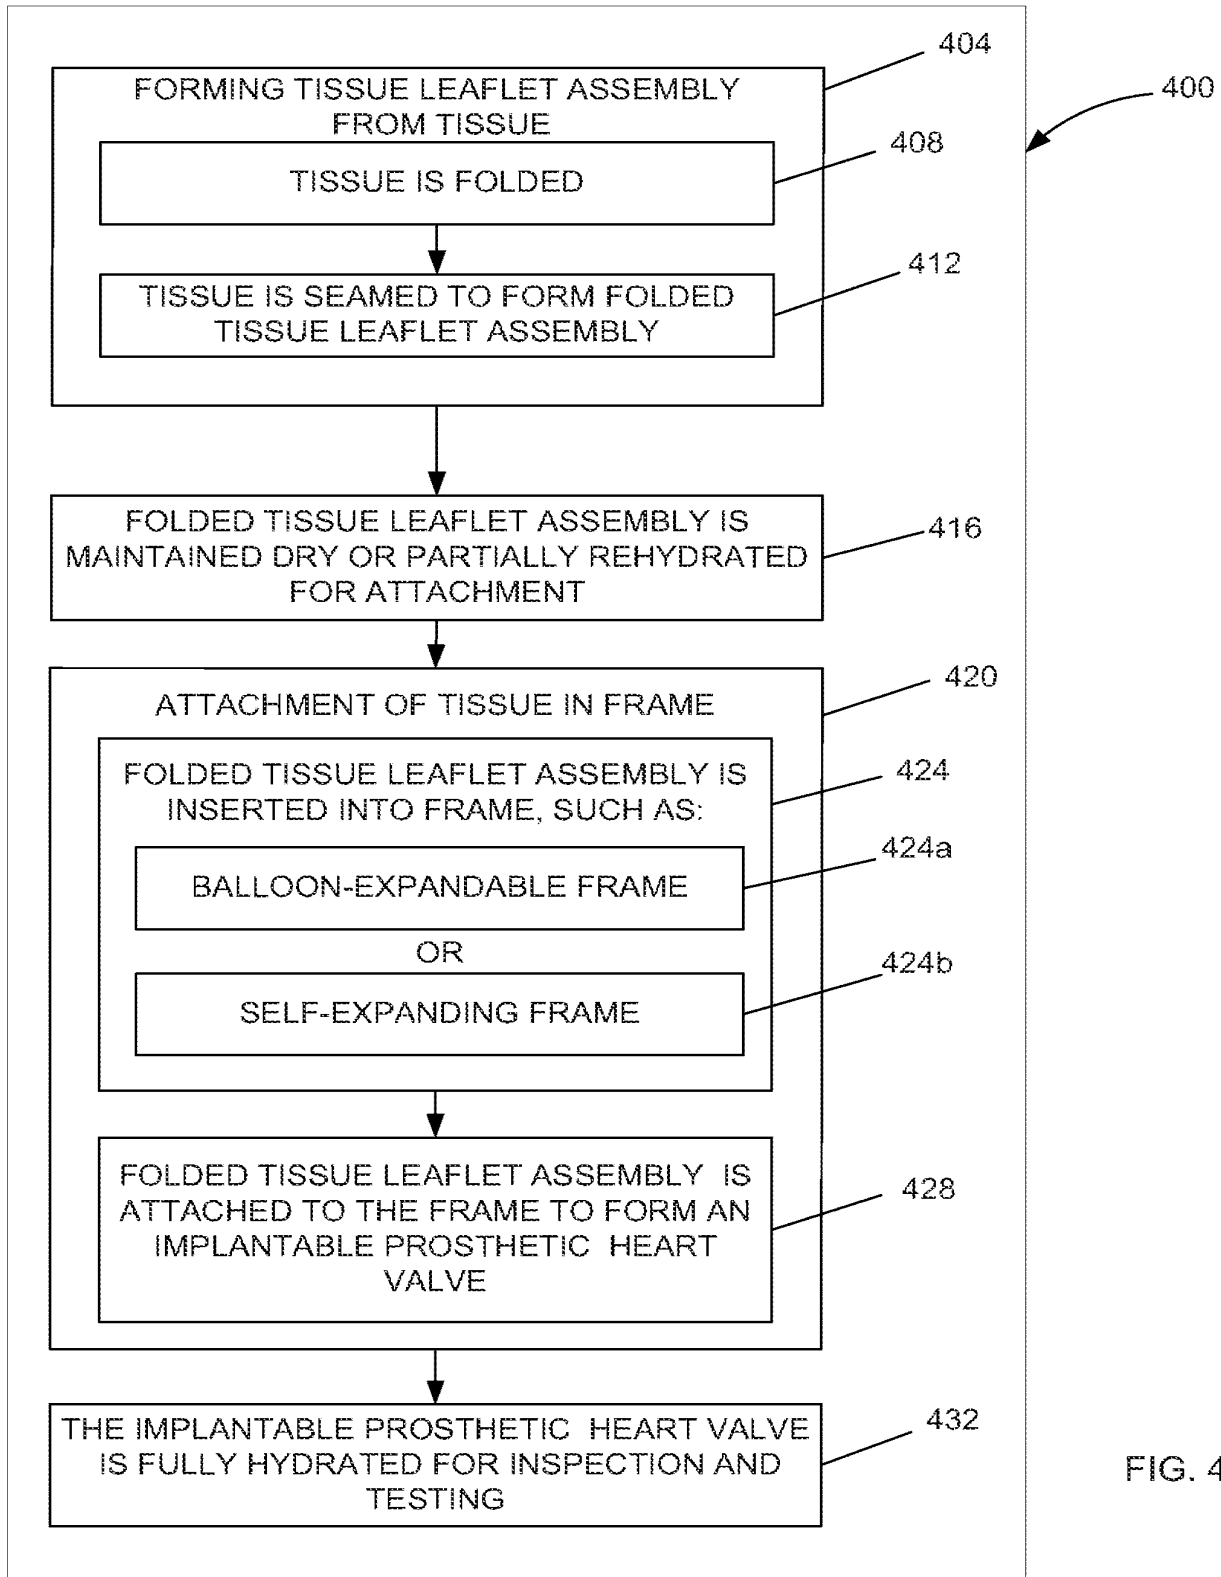 404
400
FORMING TISSUE LEAFLET ASSEMBLY
FROM TISSUE
408
TISSUE IS FOLDED
412
TISSUE IS SEAMED TO FORM FOLDED
TISSUE LEAFLET ASSEMBLY
FOLDED TISSUE LEAFLET ASSEMBLY IS
MAINTAINED DRY OR PARTIALLY REHYDRATED
FOR ATTACHMENT
416
420
ATTACHMENT OF TISSUE IN FRAME
FOLDED TISSUE LEAFLET ASSEMBLY IS
INSERTED INTO FRAME, SUCH AS:
424
424a
BALLOON-EXPANDABLE FRAME
OR
424b
SELF-EXPANDING FRAME
FOLDED TISSUE LEAFLET ASSEMBLY IS
ATTACHED TO THE FRAME TO FORM AN
IMPLANTABLE PROSTHETIC HEART
VALVE
428
THE IMPLANTABLE PROSTHETIC HEART VALVE
IS FULLY HYDRATED FOR INSPECTION AND
TESTING
432
FIG. 4